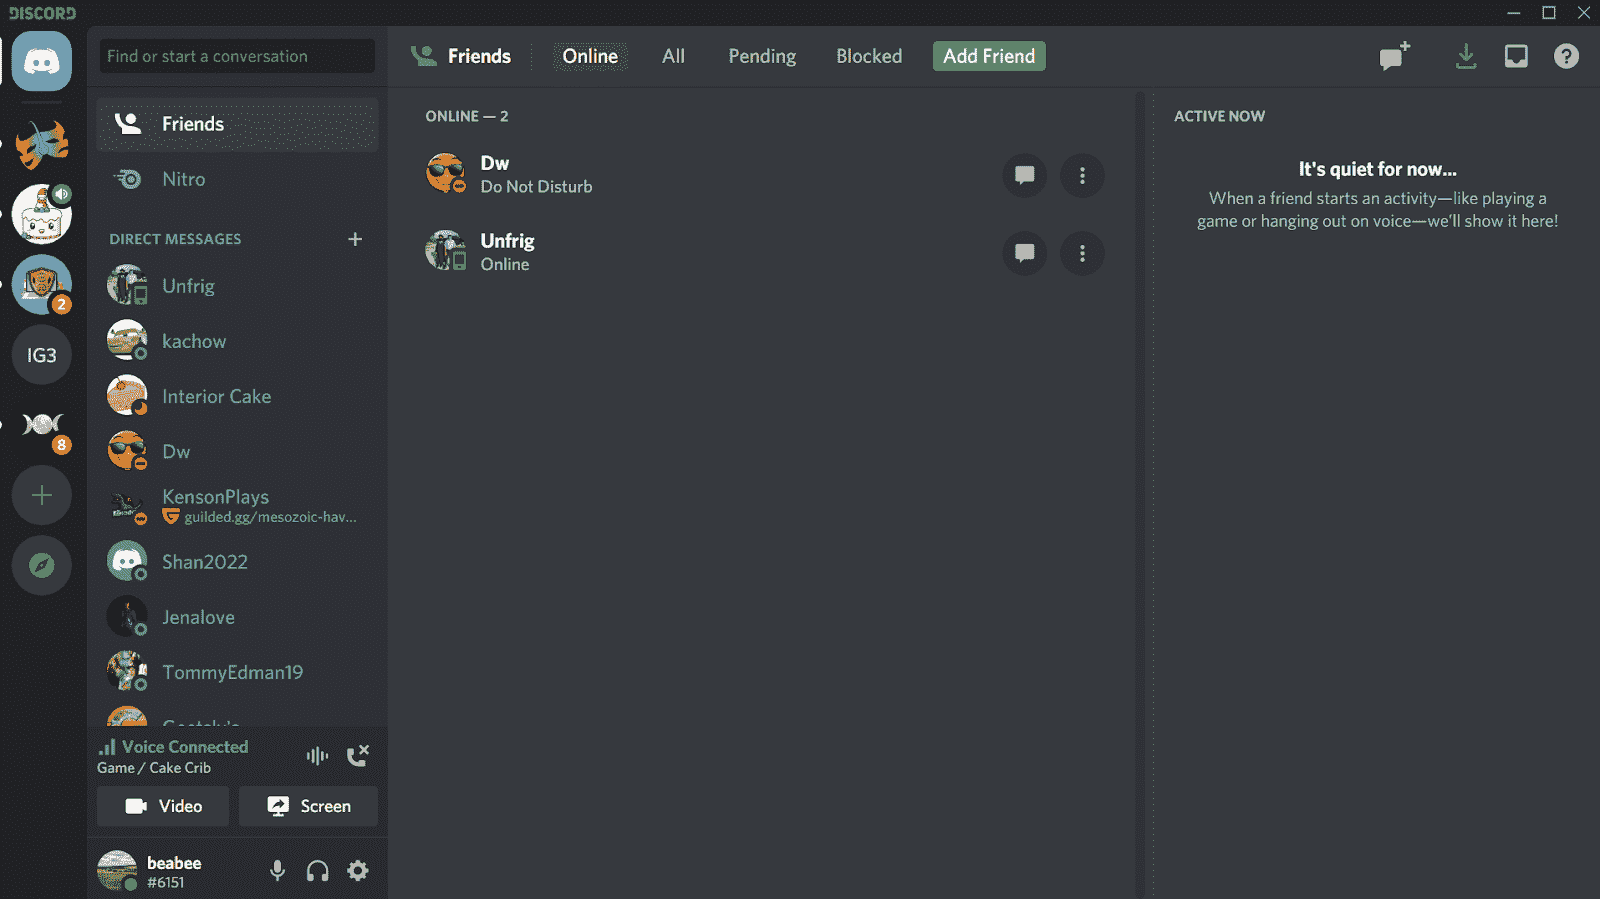 DISCORD
Find or start a conversation
Friends
Online
All
Pending
Blocked
Add Friend
Friends
Nitro
DIRECT MESSAGES
Unfrig
kachow
Interior Cake
Dw
KensonPlays
guilded.gg/mesozoic-hav...
Shan2022
Jenalove
TommyEdman19
Voice Connected
Game / Cake Crib
Video
Screen
beabee
#6151
2
IG3
8
ONLINE — 2
Dw
Do Not Disturb
Unfrig
Online
ACTIVE NOW
It's quiet for now...
When a friend starts an activity—like playing a
game or hanging out on voice—we'll show it here!